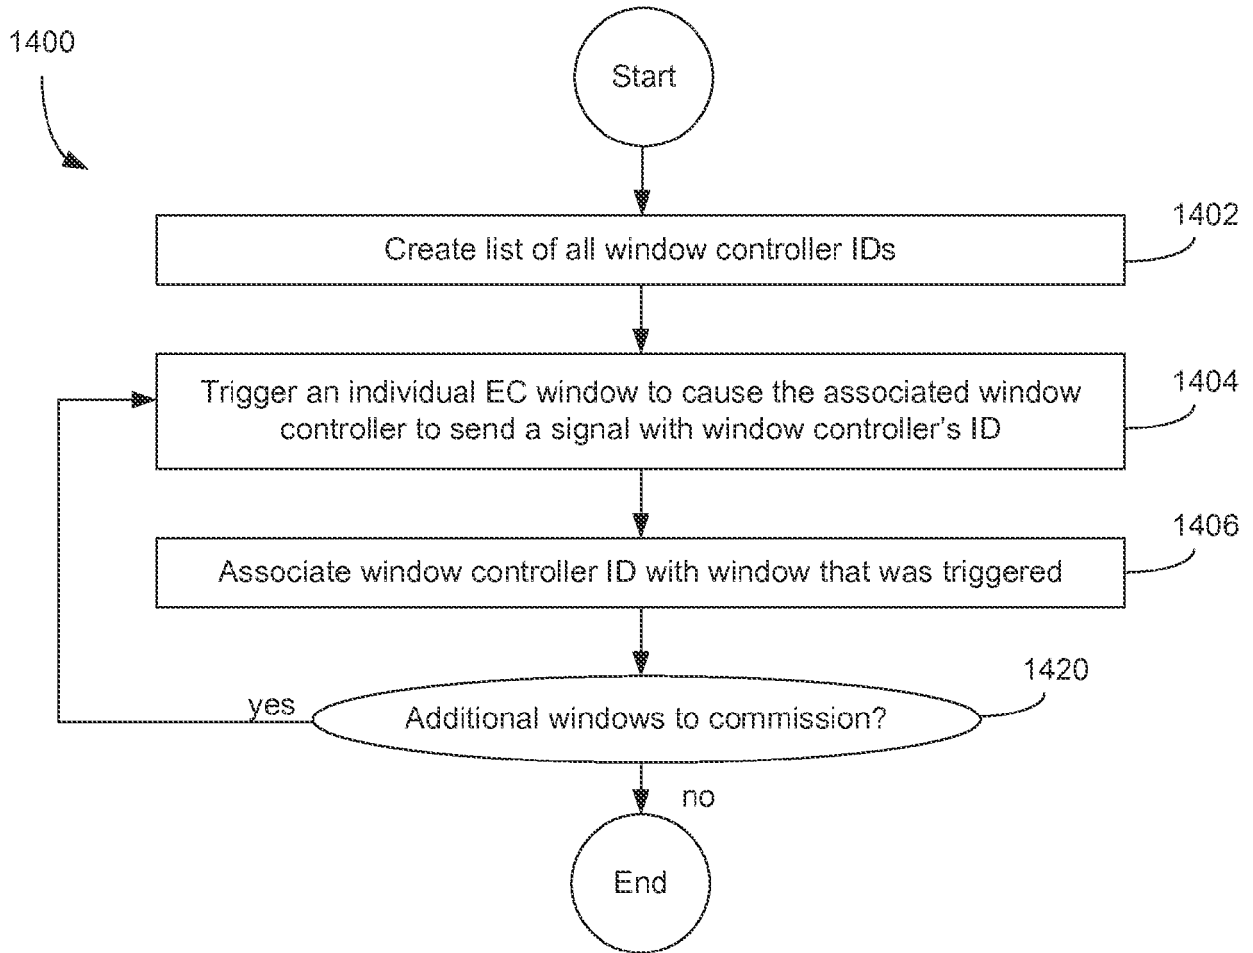 1400
Start
1402
Create list of all window controller IDs
1404
Trigger an individual EC window to cause the associated window
controller to send a signal with window controller's ID
1406
Associate window controller ID with window that was triggered
1420
yes
Additional windows to commission?
no
End